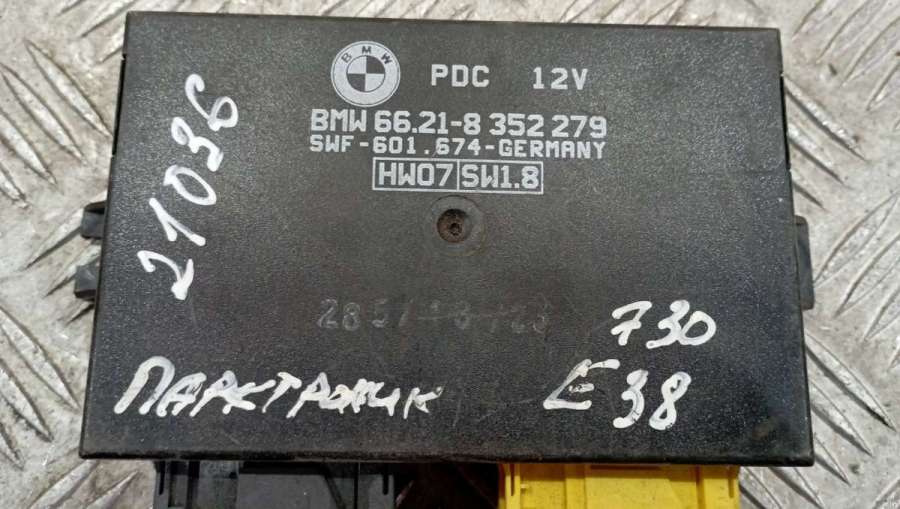 BMW
PDC 12V
BMW 66.21-8 352 279
SWF-601.674-GERMANY
HW07 SW1.8
21036
730
ПАРКТРОНИК
E38